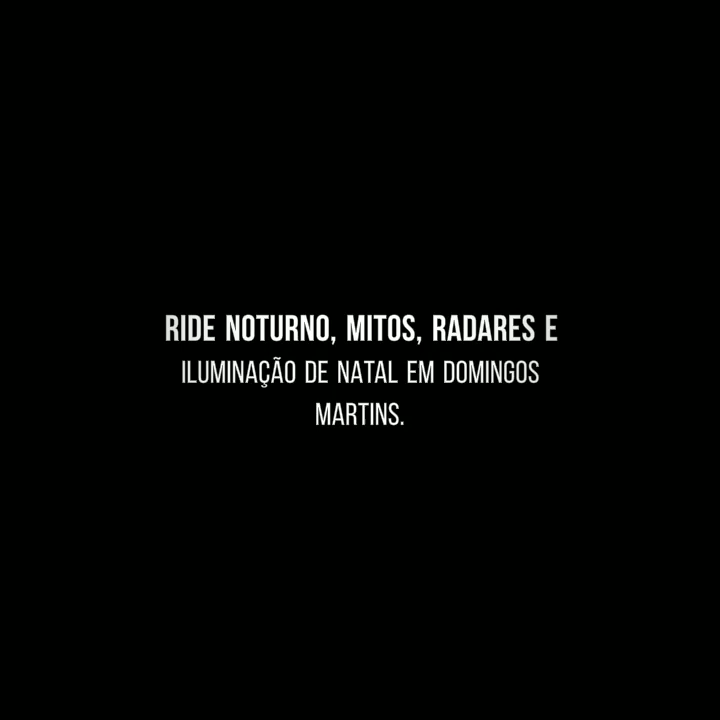 RIDE NOTURNO, MITOS, RADARES E
ILUMINAÇÃO DE NATAL EM DOMINGOS
MARTINS.